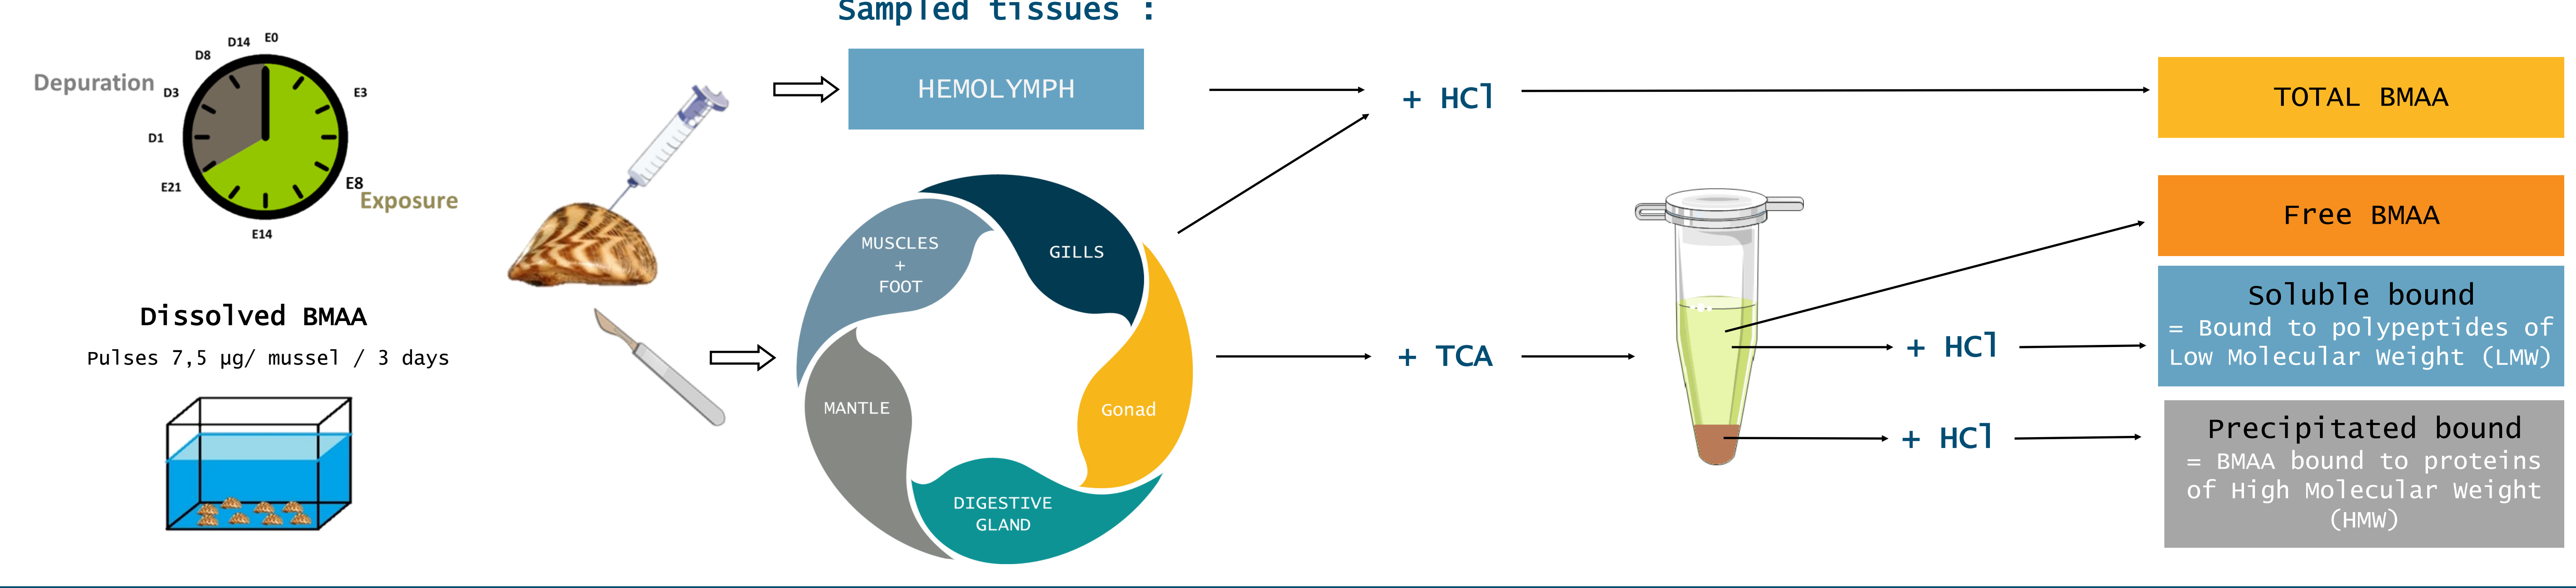 Sampled tissues :
D14 E0
D8
Depuration
D3
E3
D1
E8
E21
Exposure
E14
Dissolved BMAA
Pulses 7,5 µg/ mussel / 3 days
HEMOLYMPH
MUSCLES
+
FOOT
GILLS
MANTLE
Gonad
DIGESTIVE
GLAND
+ HCl
+ TCA
+ HCl
+ HCl
TOTAL BMAA
Free BMAA
Soluble bound
= Bound to polypeptides of
Low Molecular Weight (LMW)
Precipitated bound
= BMAA bound to proteins
of High Molecular Weight
(HMW)